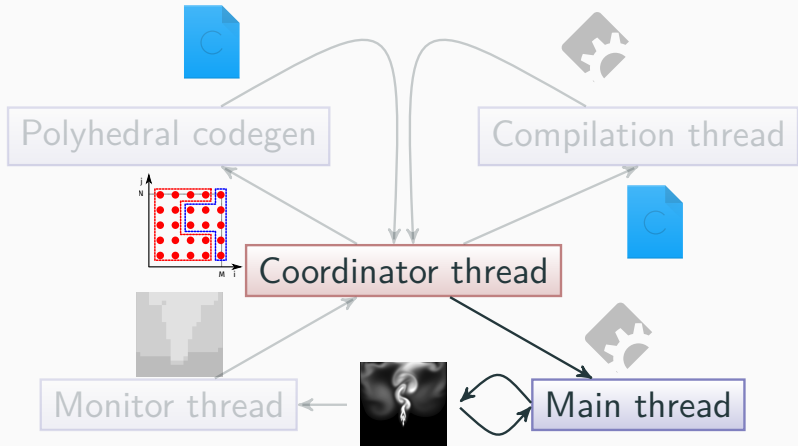 C
Polyhedral codegen
Compilation thread
j
N
M i
C
Coordinator thread
Monitor thread
Main thread